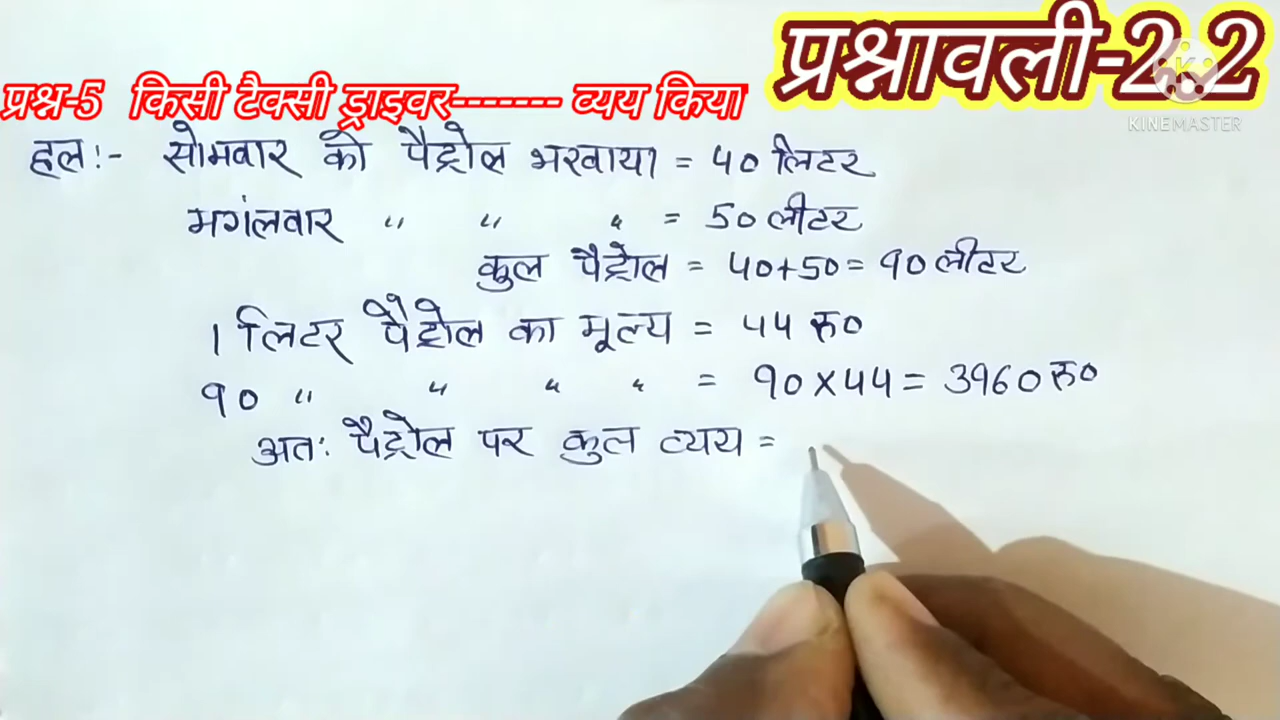 प्रश्नावली-2.2
KINEMASTER
प्रश्न-5 किसी टैक्सी ड्राइवर------- व्यय किया
हल:- सोमवार को पैट्रोल भरवाया = 40 लिटर
मगंलवार " " " = 50 लीटर
कुल पैट्रोल = 40+50 = 90 लीटर
1 लिटर पैट्रोल का मूल्य = 44 रु०
90 " " " " = 90 × 44 = 3960 रु०
अतः पैट्रोल पर कुल व्यय =